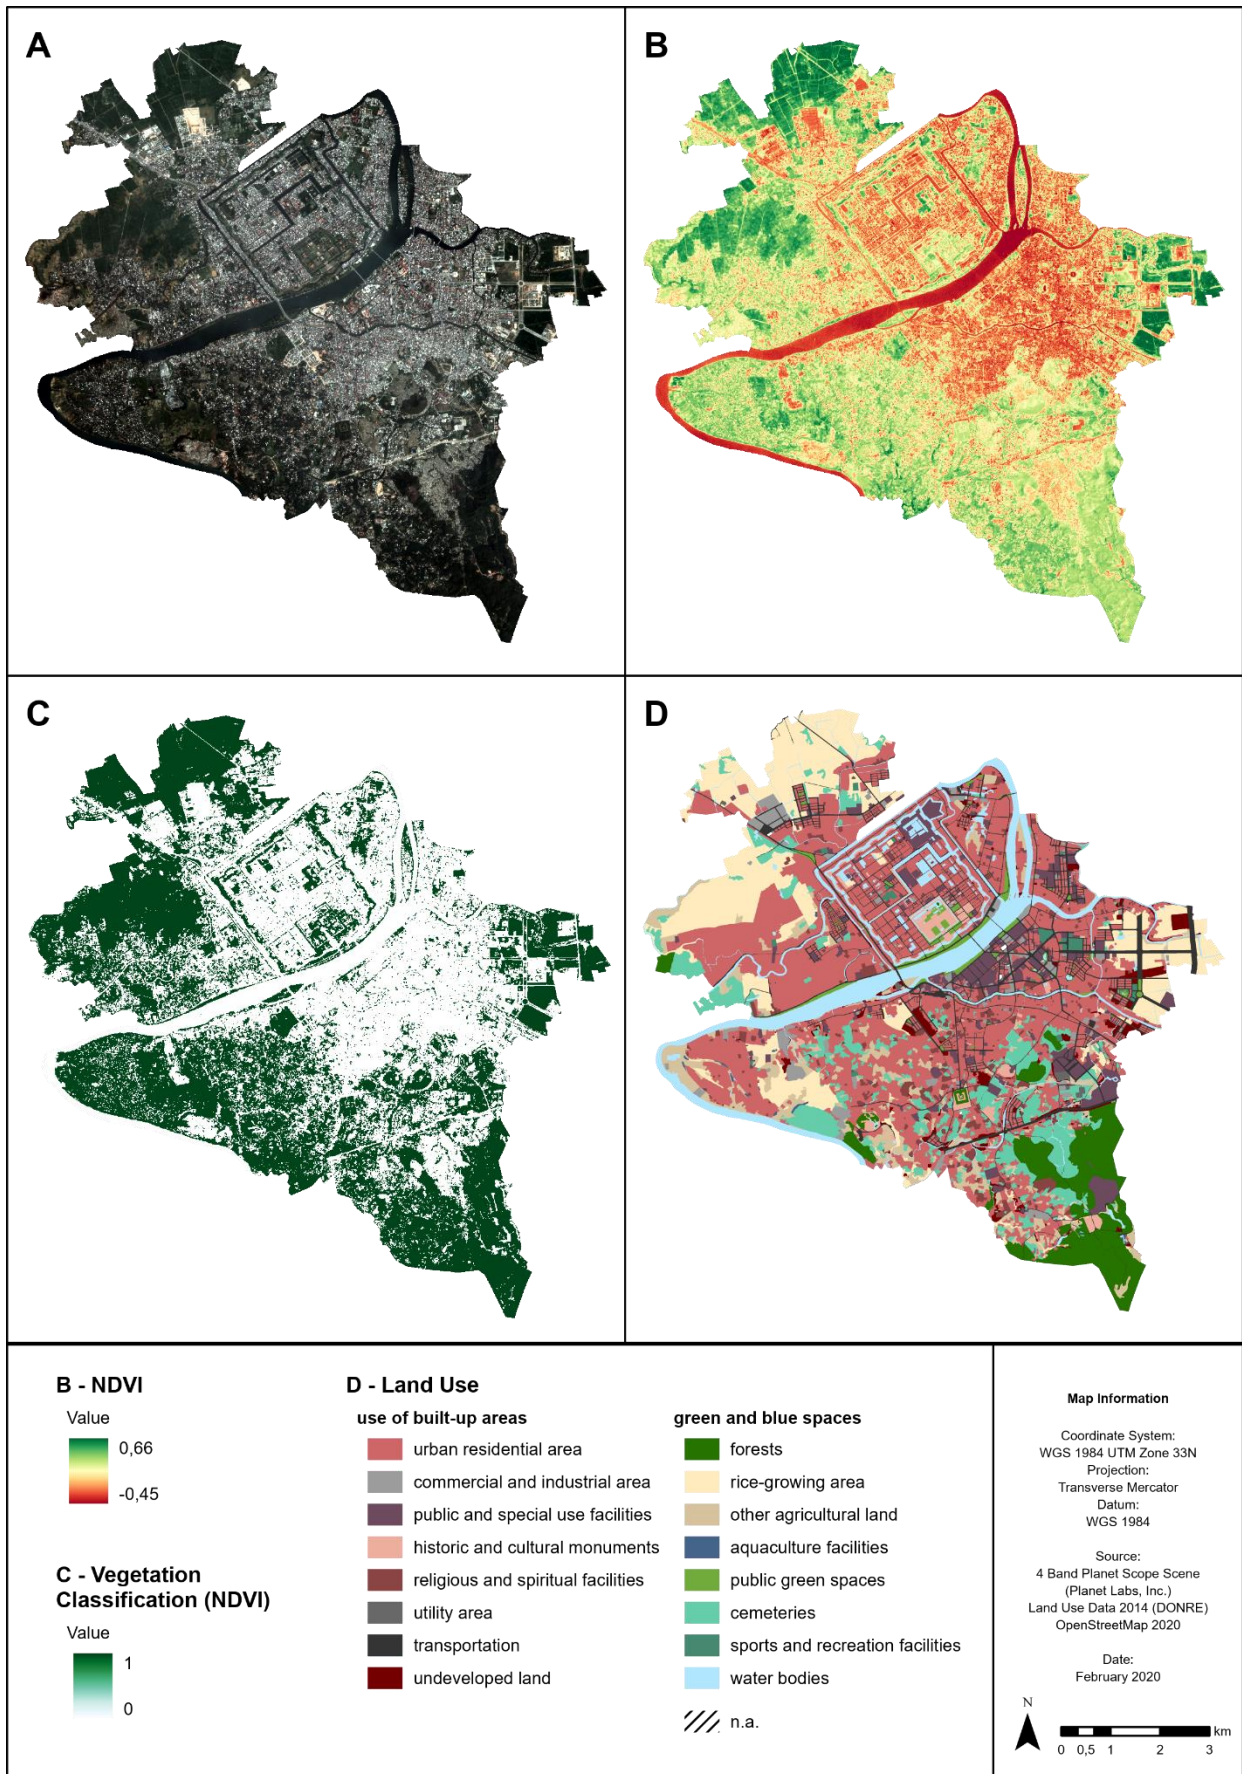 A
B
C
D
B - NDVI
Value
0,66
-0,45
C - Vegetation
Classification (NDVI)
Value
1
0
D - Land Use
use of built-up areas
urban residential area
commercial and industrial area
public and special use facilities
historic and cultural monuments
religious and spiritual facilities
utility area
transportation
undeveloped land
green and blue spaces
forests
rice-growing area
other agricultural land
aquaculture facilities
public green spaces
cemeteries
sports and recreation facilities
water bodies
n.a.
Map Information
Coordinate System:
WGS 1984 UTM Zone 33N
Projection:
Transverse Mercator
Datum:
WGS 1984
Source:
4 Band Planet Scope Scene
(Planet Labs, Inc.)
Land Use Data 2014 (DONRE)
OpenStreetMap 2020
Date:
February 2020
N
km
0 0,5 1 2 3